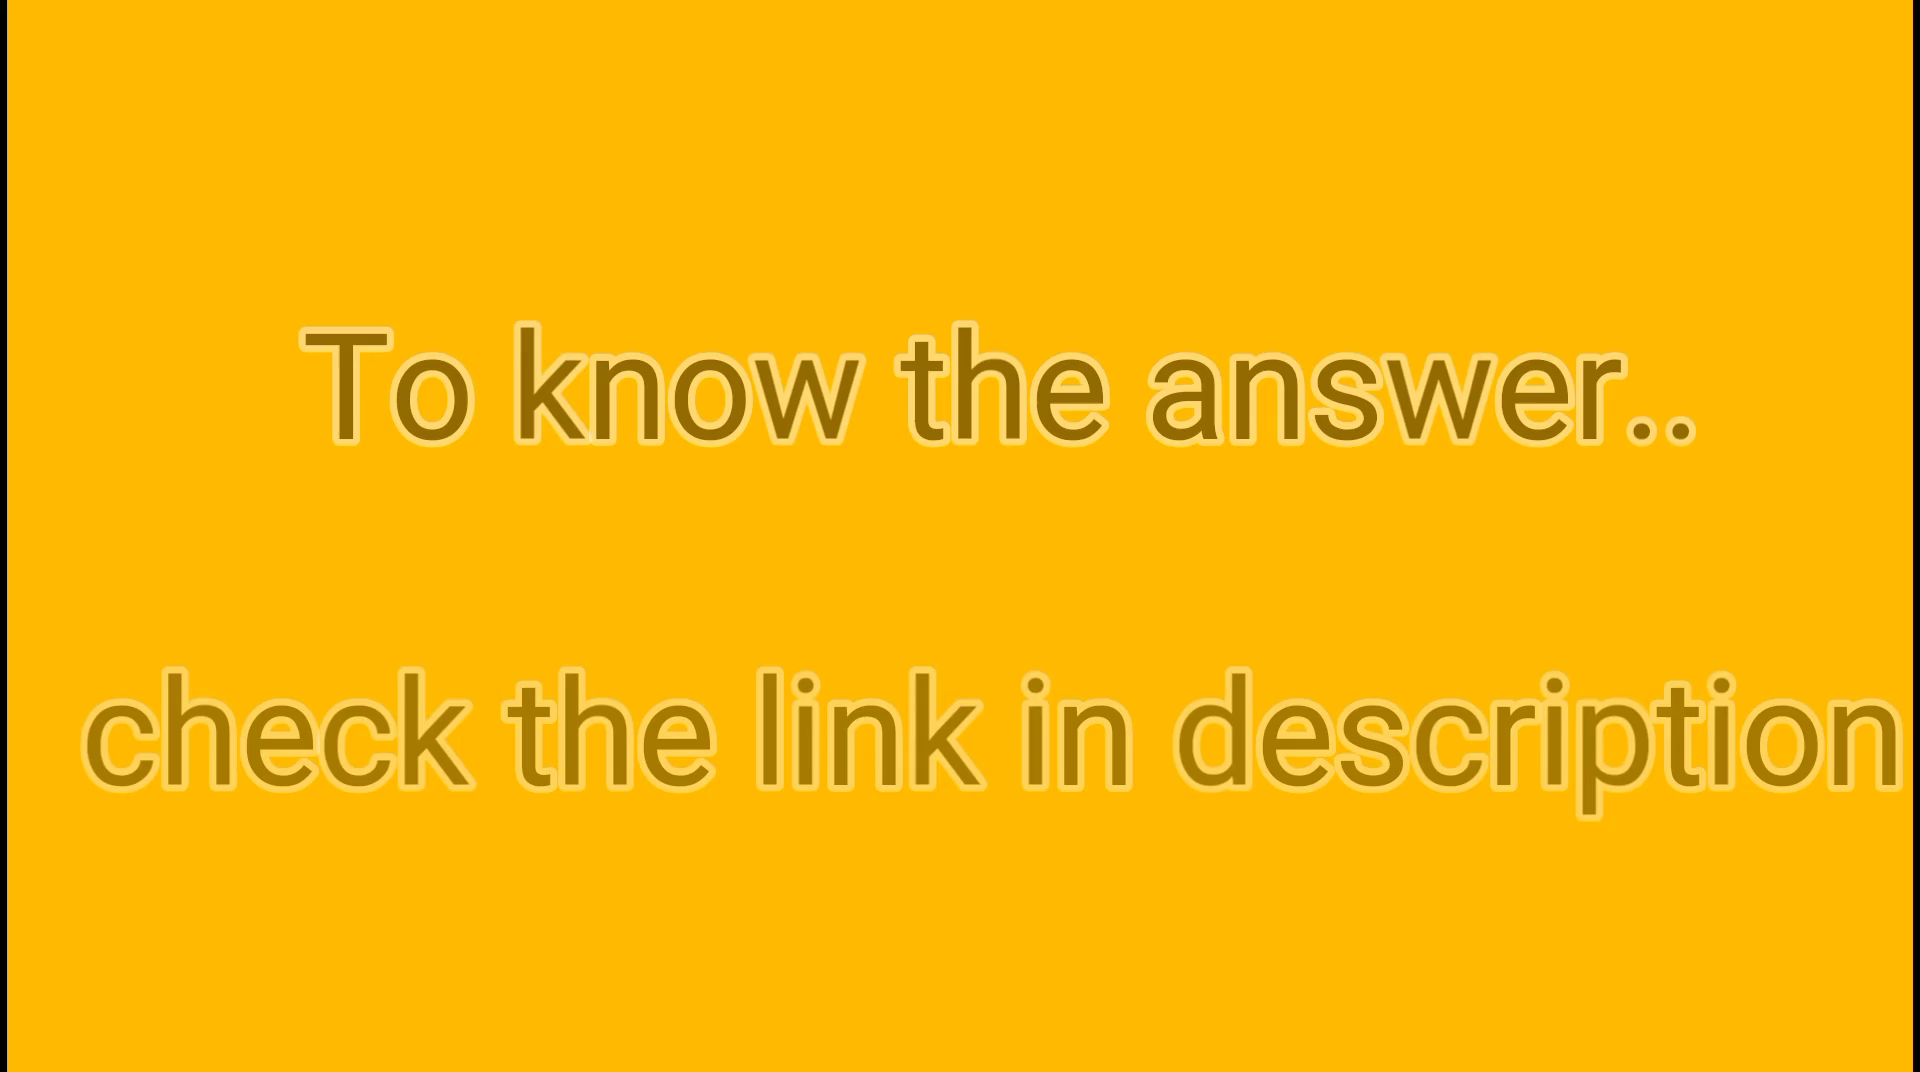 To know the answer..
check the link in description